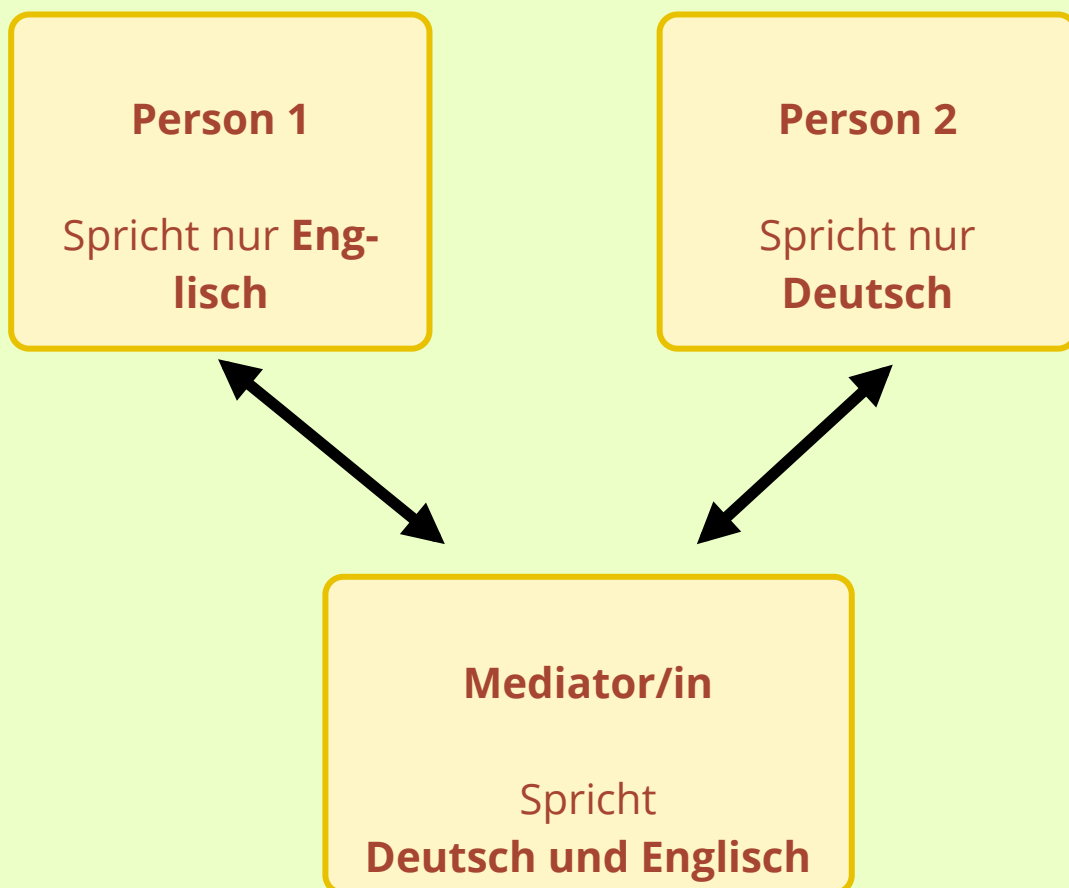 Person 1
Spricht nur Eng-
lisch
Person 2
Spricht nur
Deutsch
Mediator/in
Spricht
Deutsch und Englisch